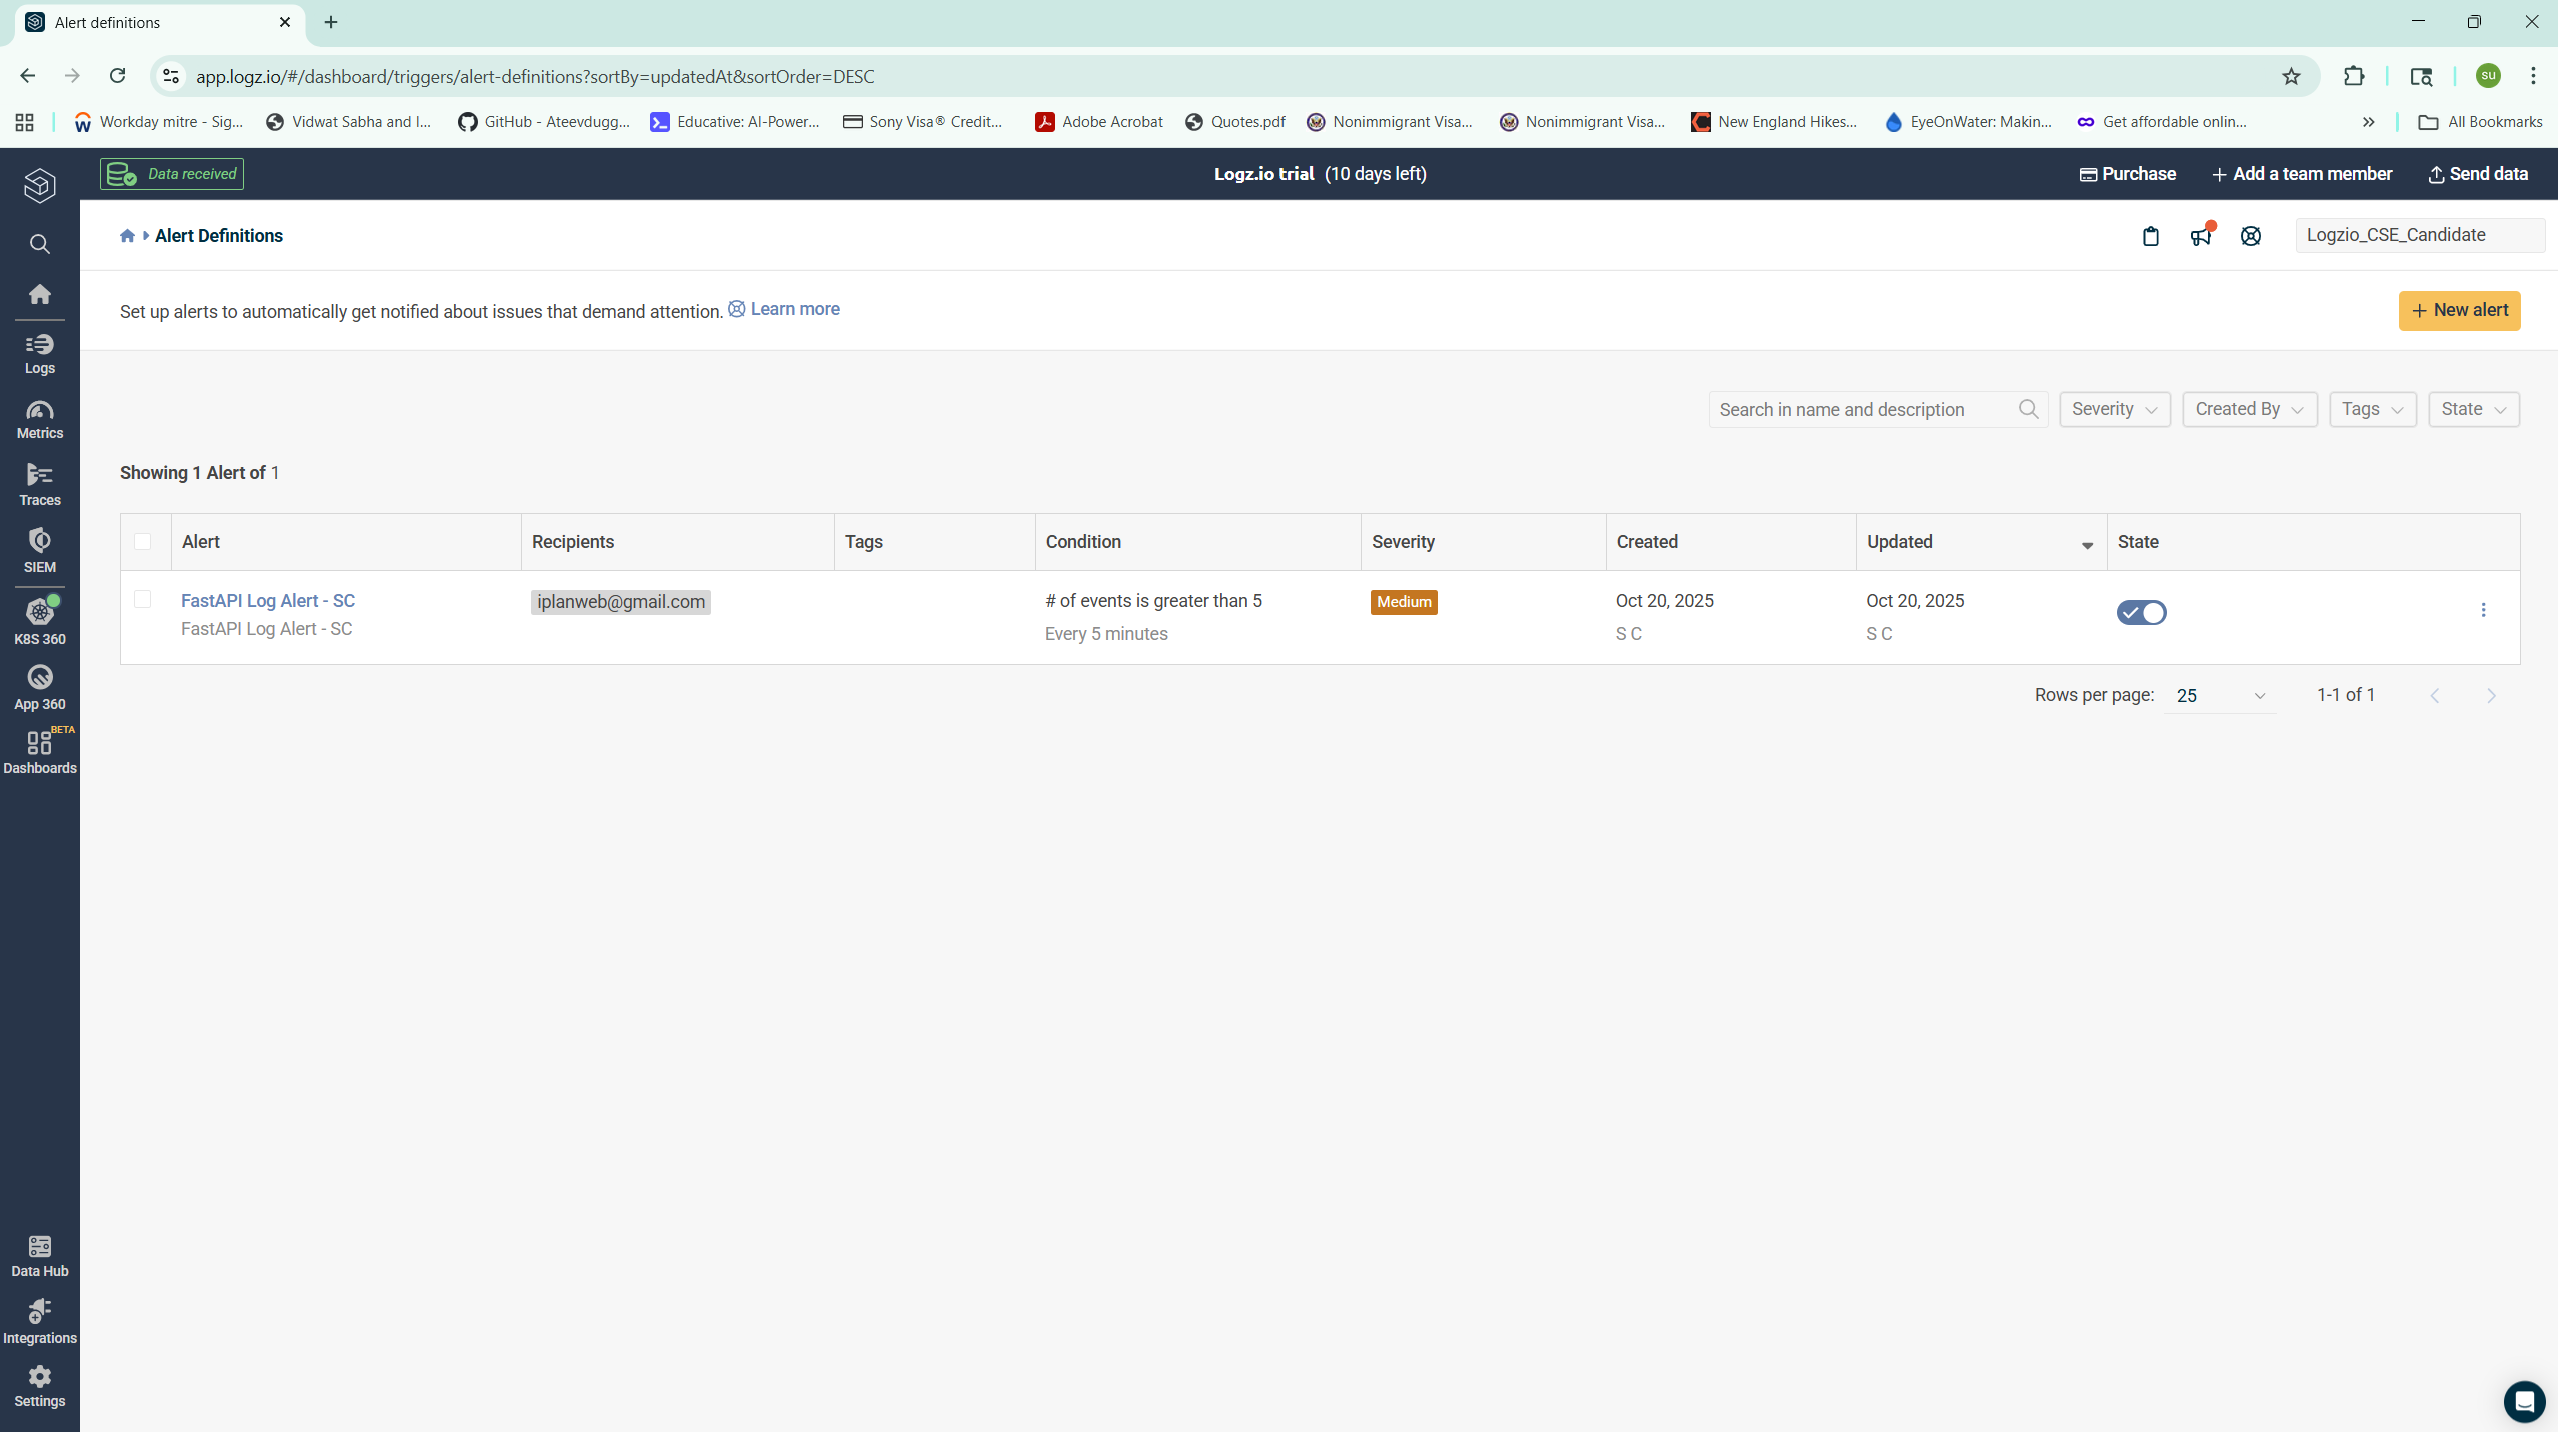 Alert definitions
app.logz.io/#/dashboard/triggers/alert-definitions?sortBy=updatedAt&sortOrder=DESC
su
Workday mitre - Sig... Vidwat Sabha and I... GitHub - Ateevdugg... Educative: AI-Power... Sony Visa® Credit... Adobe Acrobat Quotes.pdf Nonimmigrant Visa... Nonimmigrant Visa... New England Hikes... EyeOnWater: Makin... Get affordable onlin... All Bookmarks
Data received
Logz.io trial (10 days left)
Purchase
+ Add a team member
Send data
Alert Definitions
Logzio_CSE_Candidate
Set up alerts to automatically get notified about issues that demand attention. Learn more
+ New alert
Logs
Metrics
Traces
SIEM
K8S 360
App 360
BETA
Dashboards
Data Hub
Integrations
Settings
Search in name and description Severity Created By Tags State
Showing 1 Alert of 1
Alert Recipients Tags Condition Severity Created Updated State
FastAPI Log Alert - SC iplanweb@gmail.com # of events is greater than 5 Medium Oct 20, 2025 Oct 20, 2025
FastAPI Log Alert - SC Every 5 minutes S C S C
Rows per page: 25 1-1 of 1